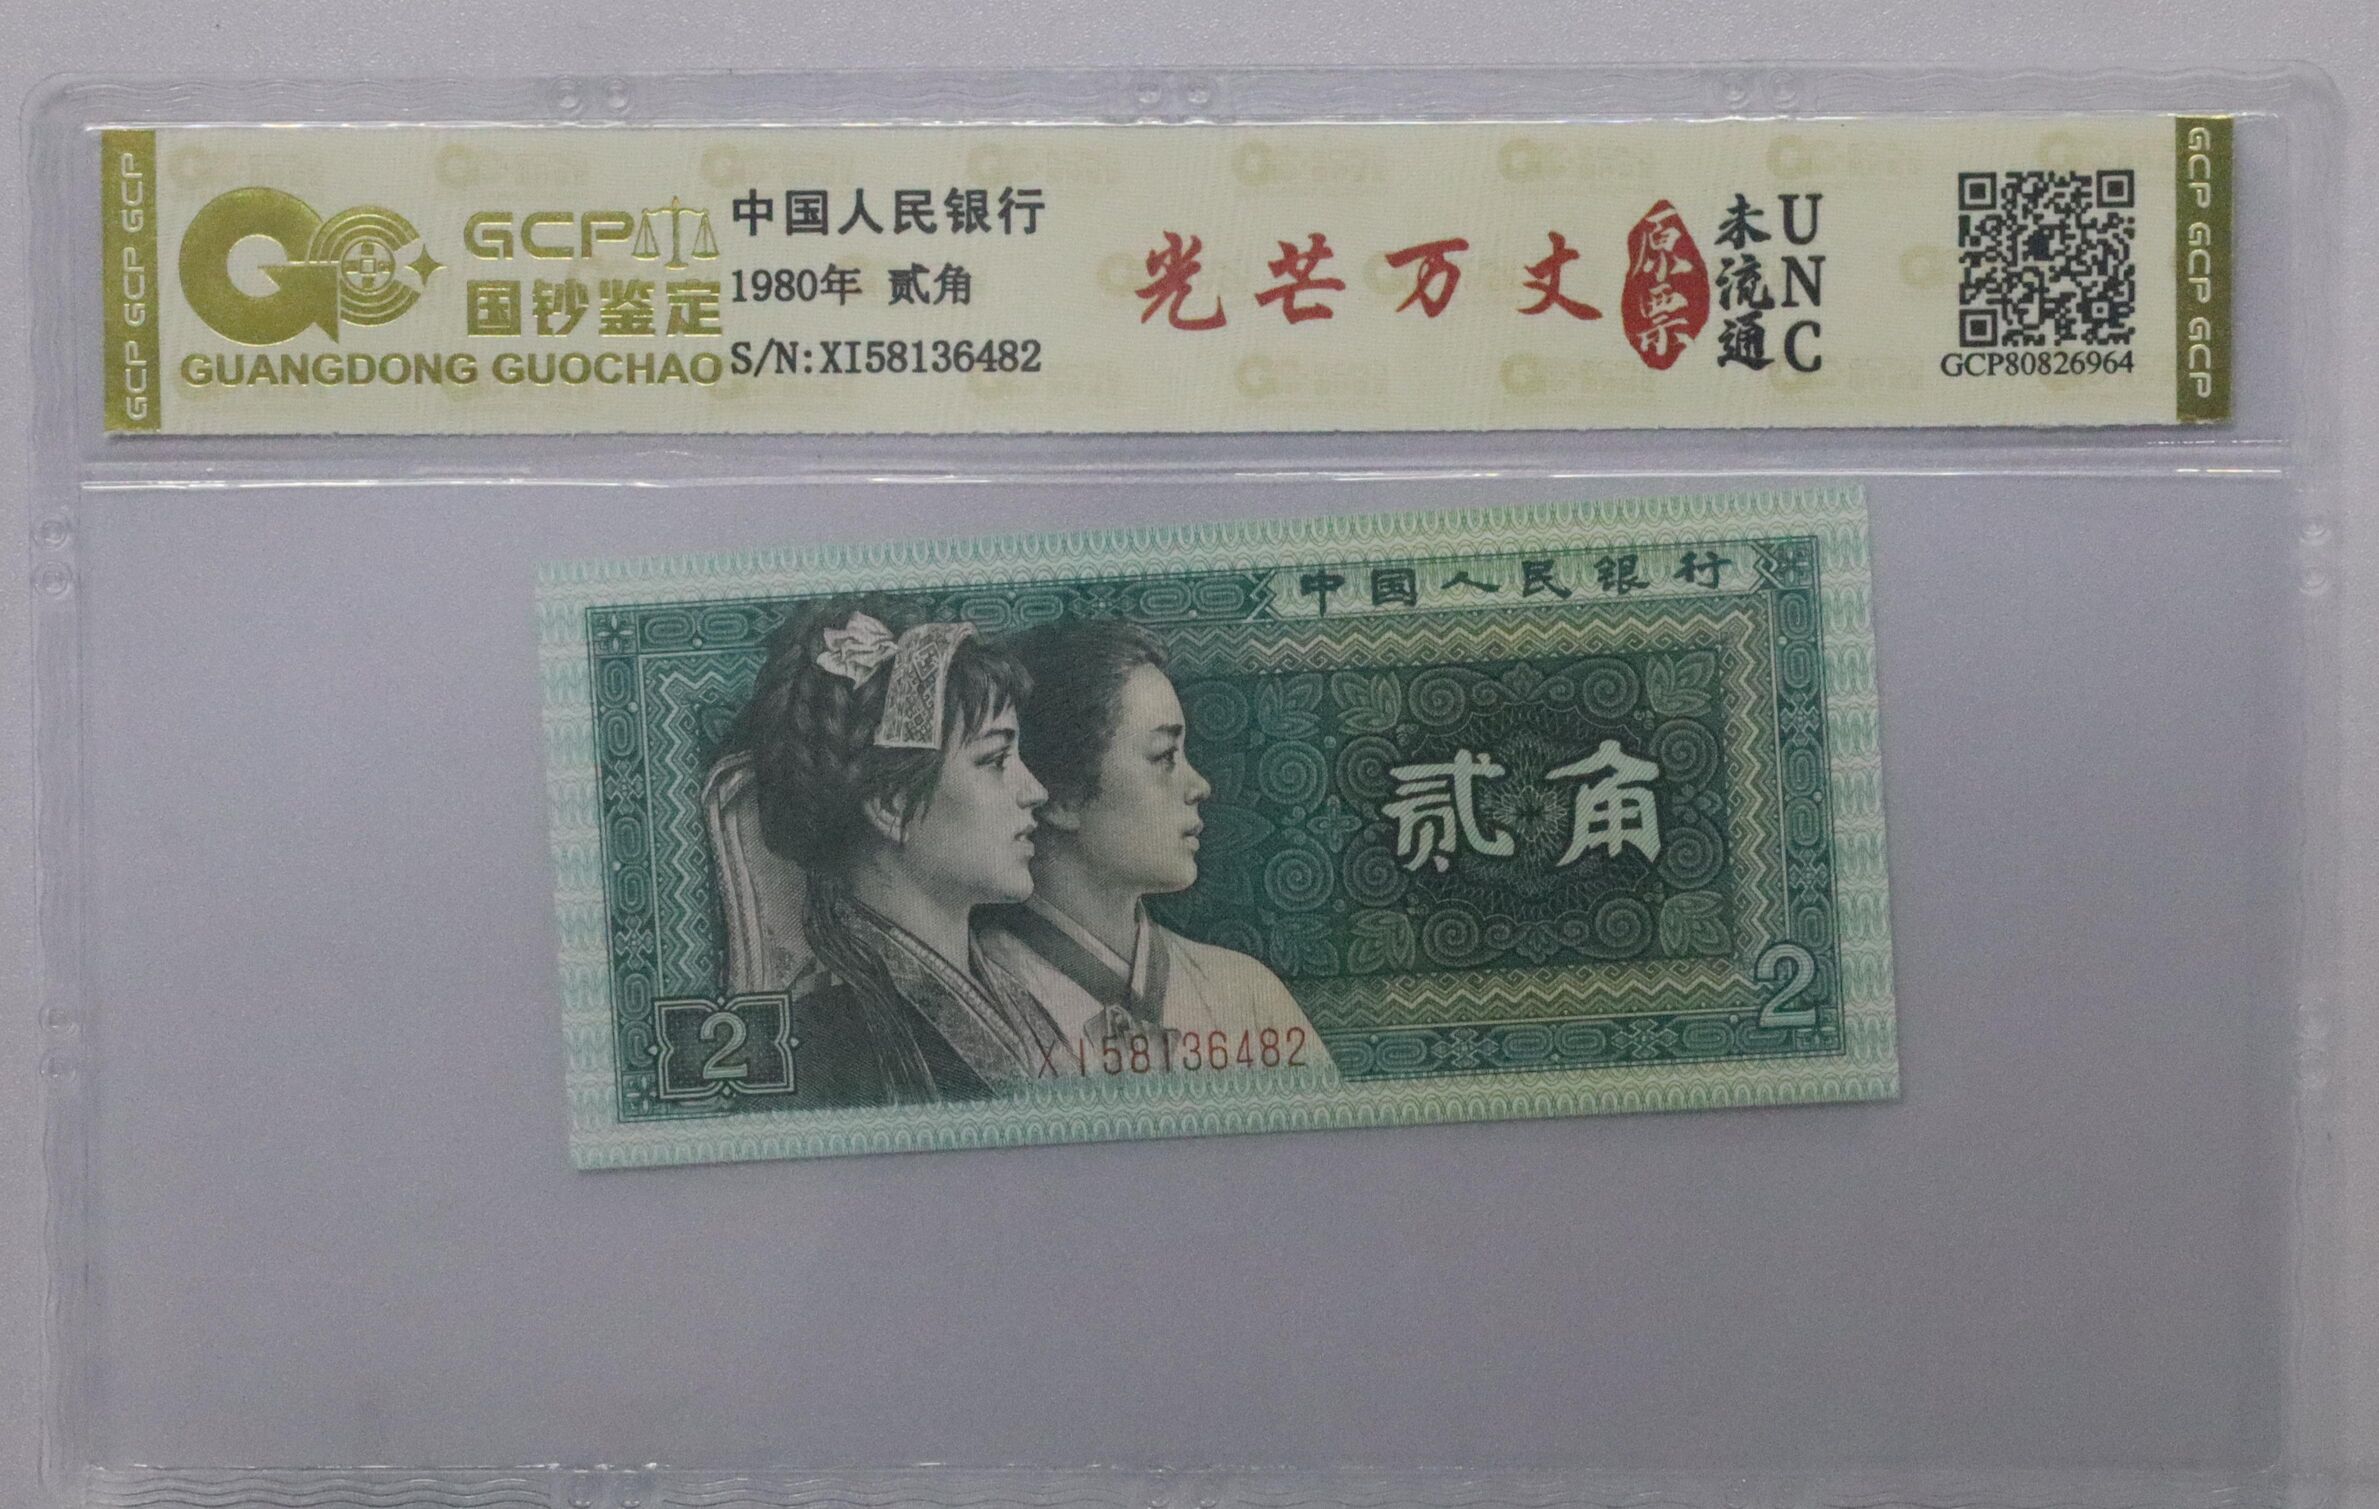 GCP GCP GCP
GCP
国钞鉴定
GUANGDONG GUOCHAO
中国人民银行
1980年 贰角
S/N:XI58136482
光芒万丈
原票
未流通
UNC
GCP80826964
GCP GCP GCP
中国人民银行
贰角
2
2
XI58136482